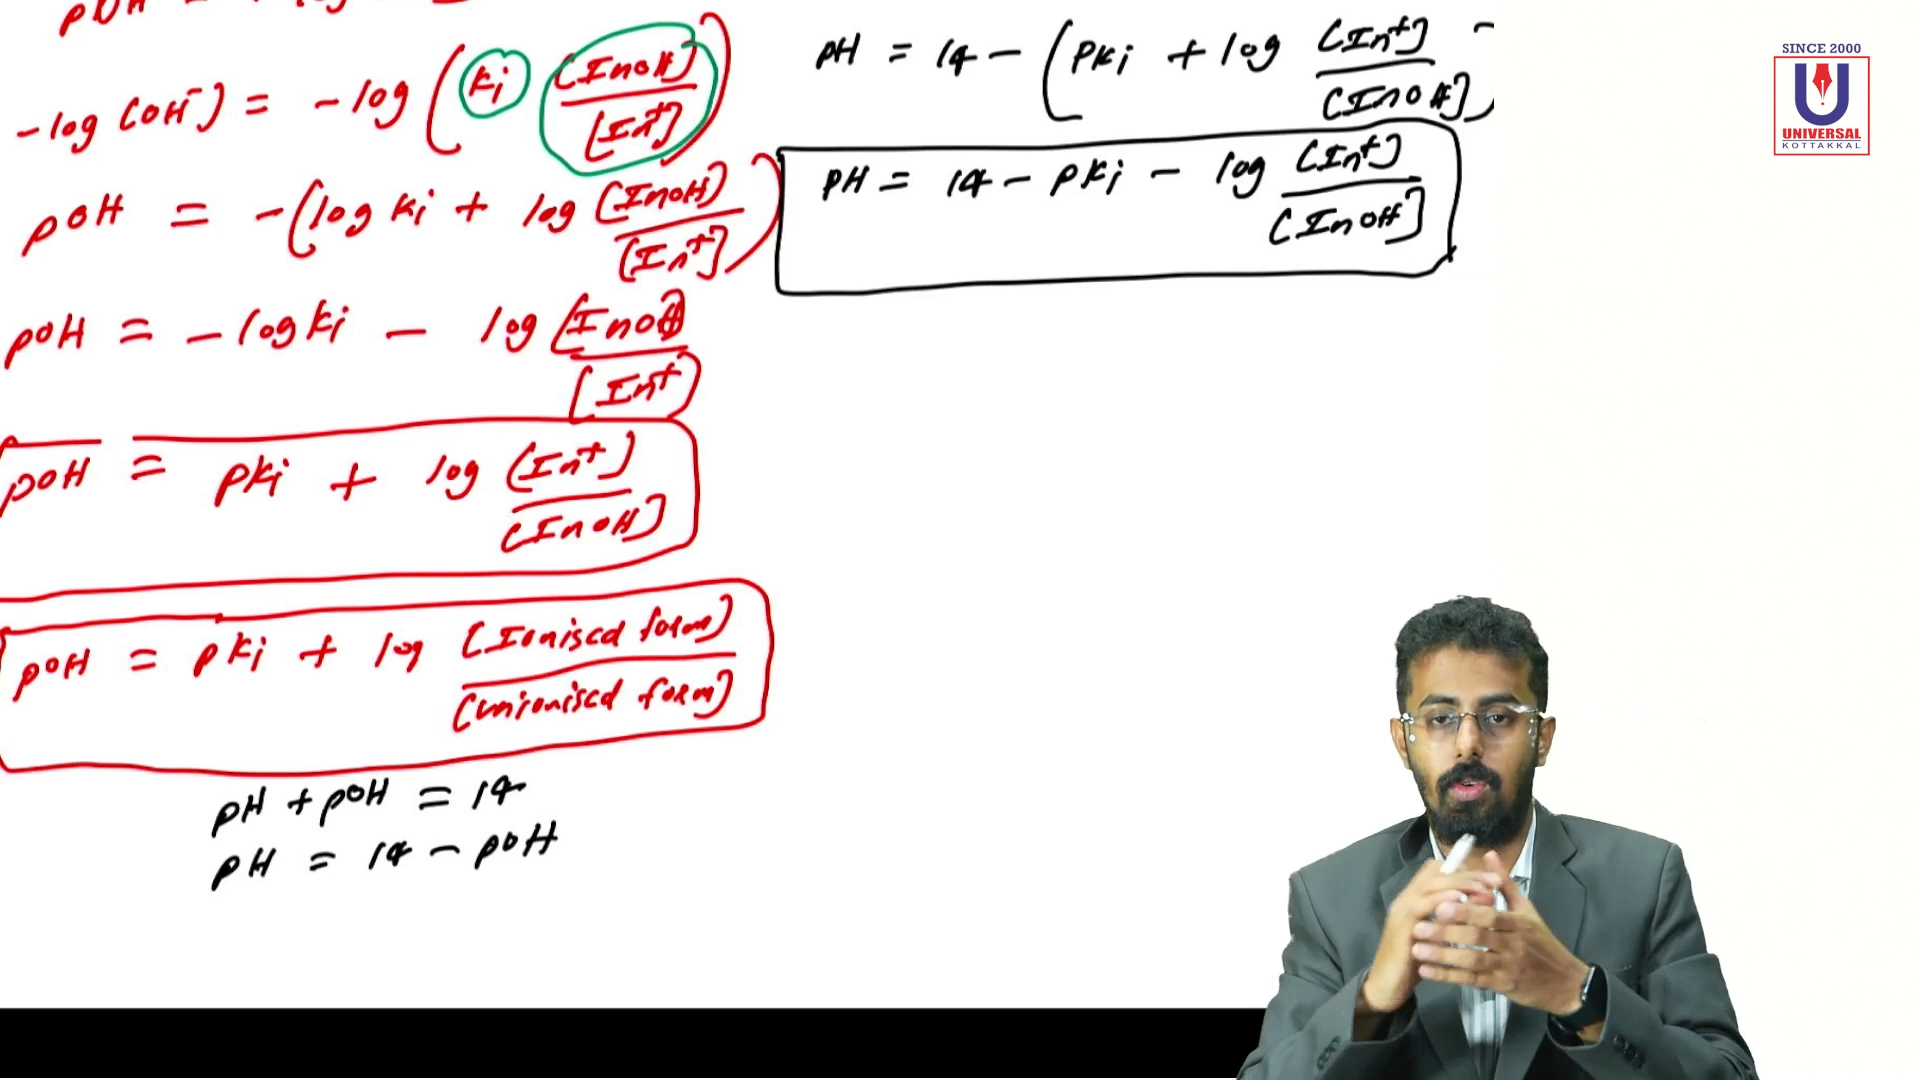 -log [OH⁻] = -log (Ki [InOH]/[In⁺])
pOH = -(log Ki + log [InOH]/[In⁺])
pOH = -log Ki - log [InOH]/[In⁺]
pOH = pKi + log [In⁺]/[InOH]
pOH = pKi + log [Ionised form]/[unionised form]
pH + pOH = 14
pH = 14 - pOH
pH = 14 - (pKi + log [In⁺]/[InOH])
pH = 14 - pKi - log [In⁺]/[InOH]
SINCE 2000
U
UNIVERSAL
KOTTAKKAL